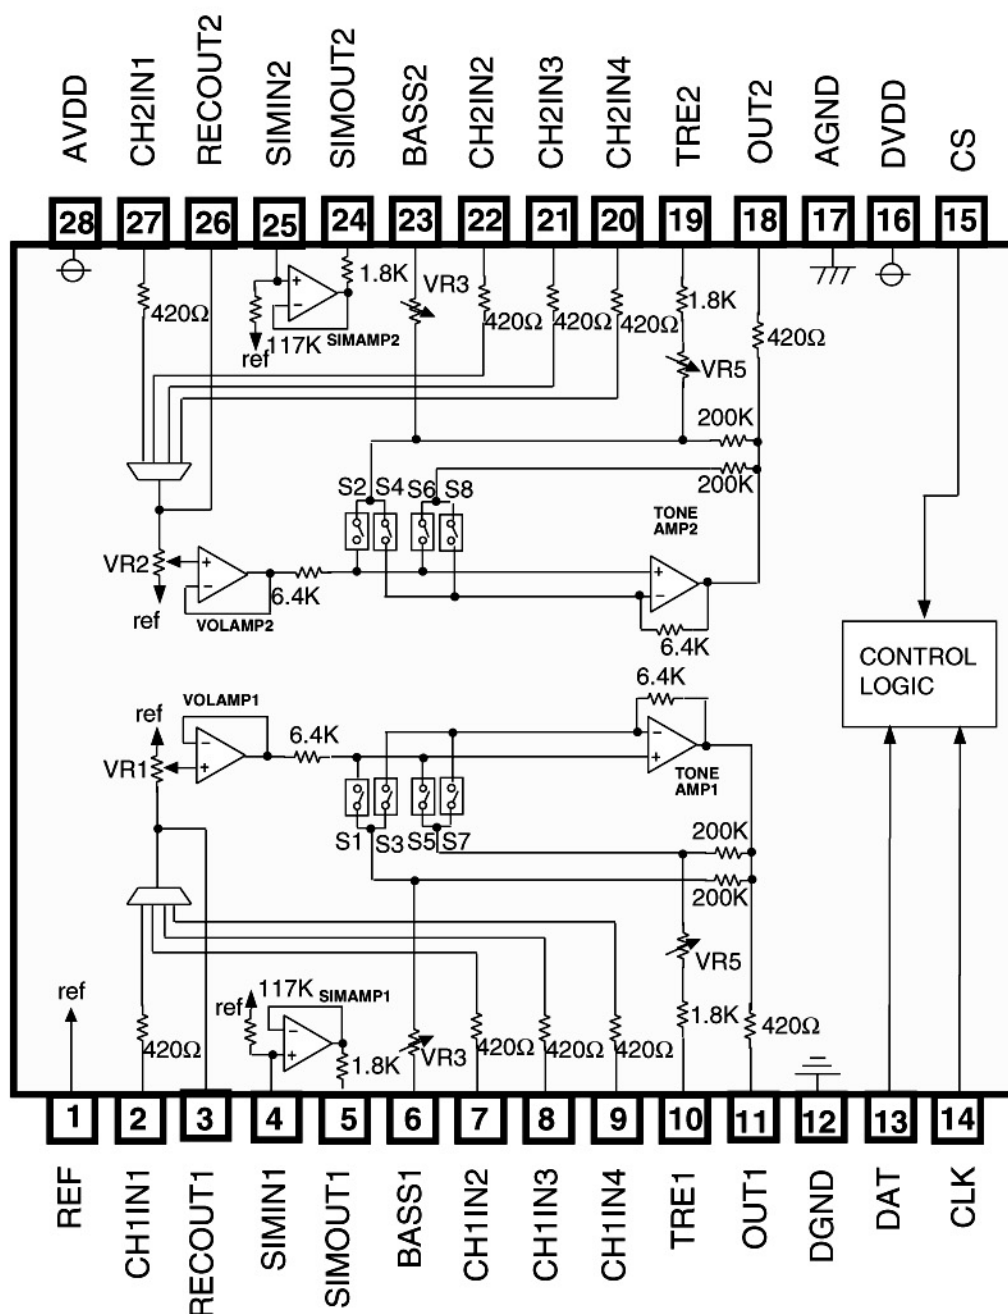 AVDD
CH2IN1
RECOUT2
SIMIN2
SIMOUT2
BASS2
CH2IN2
CH2IN3
CH2IN4
TRE2
OUT2
AGND
DVDD
CS
28
27
26
25
24
23
22
21
20
19
18
17
16
15
420Ω
+
−
1.8K
SIMAMP2
117K
ref
VR3
420Ω
420Ω
420Ω
1.8K
VR5
420Ω
200K
200K
S2
S4
S6
S8
TONE
AMP2
VR2
ref
+
−
VOLAMP2
6.4K
+
−
6.4K
CONTROL
LOGIC
6.4K
VOLAMP1
ref
VR1
−
+
6.4K
−
+
TONE
AMP1
S1
S3
S5
S7
200K
200K
VR5
ref
420Ω
ref
117K
SIMAMP1
−
+
1.8K
VR3
420Ω
420Ω
420Ω
1.8K
420Ω
1
2
3
4
5
6
7
8
9
10
11
12
13
14
REF
CH1IN1
RECOUT1
SIMIN1
SIMOUT1
BASS1
CH1IN2
CH1IN3
CH1IN4
TRE1
OUT1
DGND
DAT
CLK